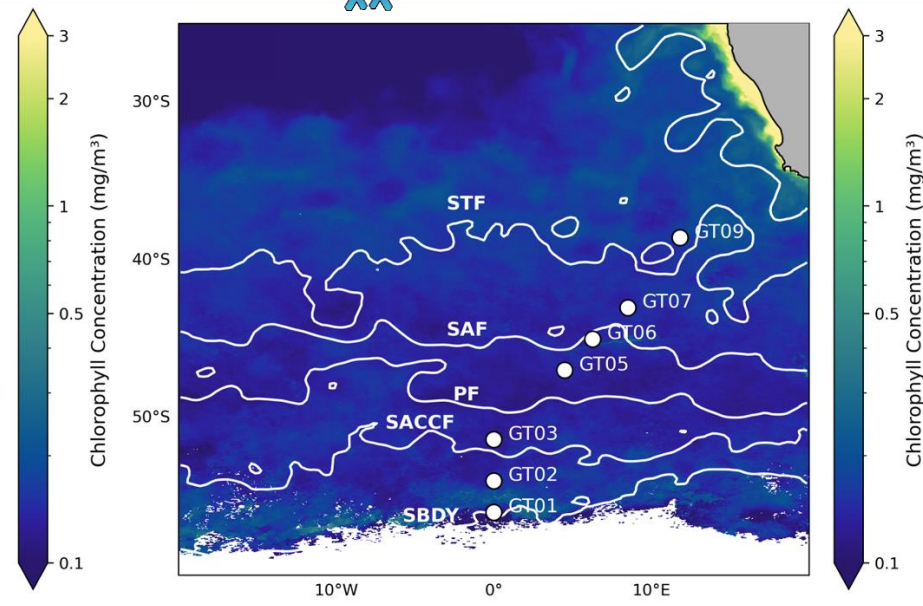 3
2
1
0.5
0.1
Chlorophyll Concentration (mg/m³)
30°S
40°S
50°S
10°W
0°
10°E
STF
GT09
GT07
SAF
GT06
GT05
PF
SACCF
GT03
GT02
GT01
SBDY
3
2
1
0.5
0.1
Chlorophyll Concentration (mg/m³)